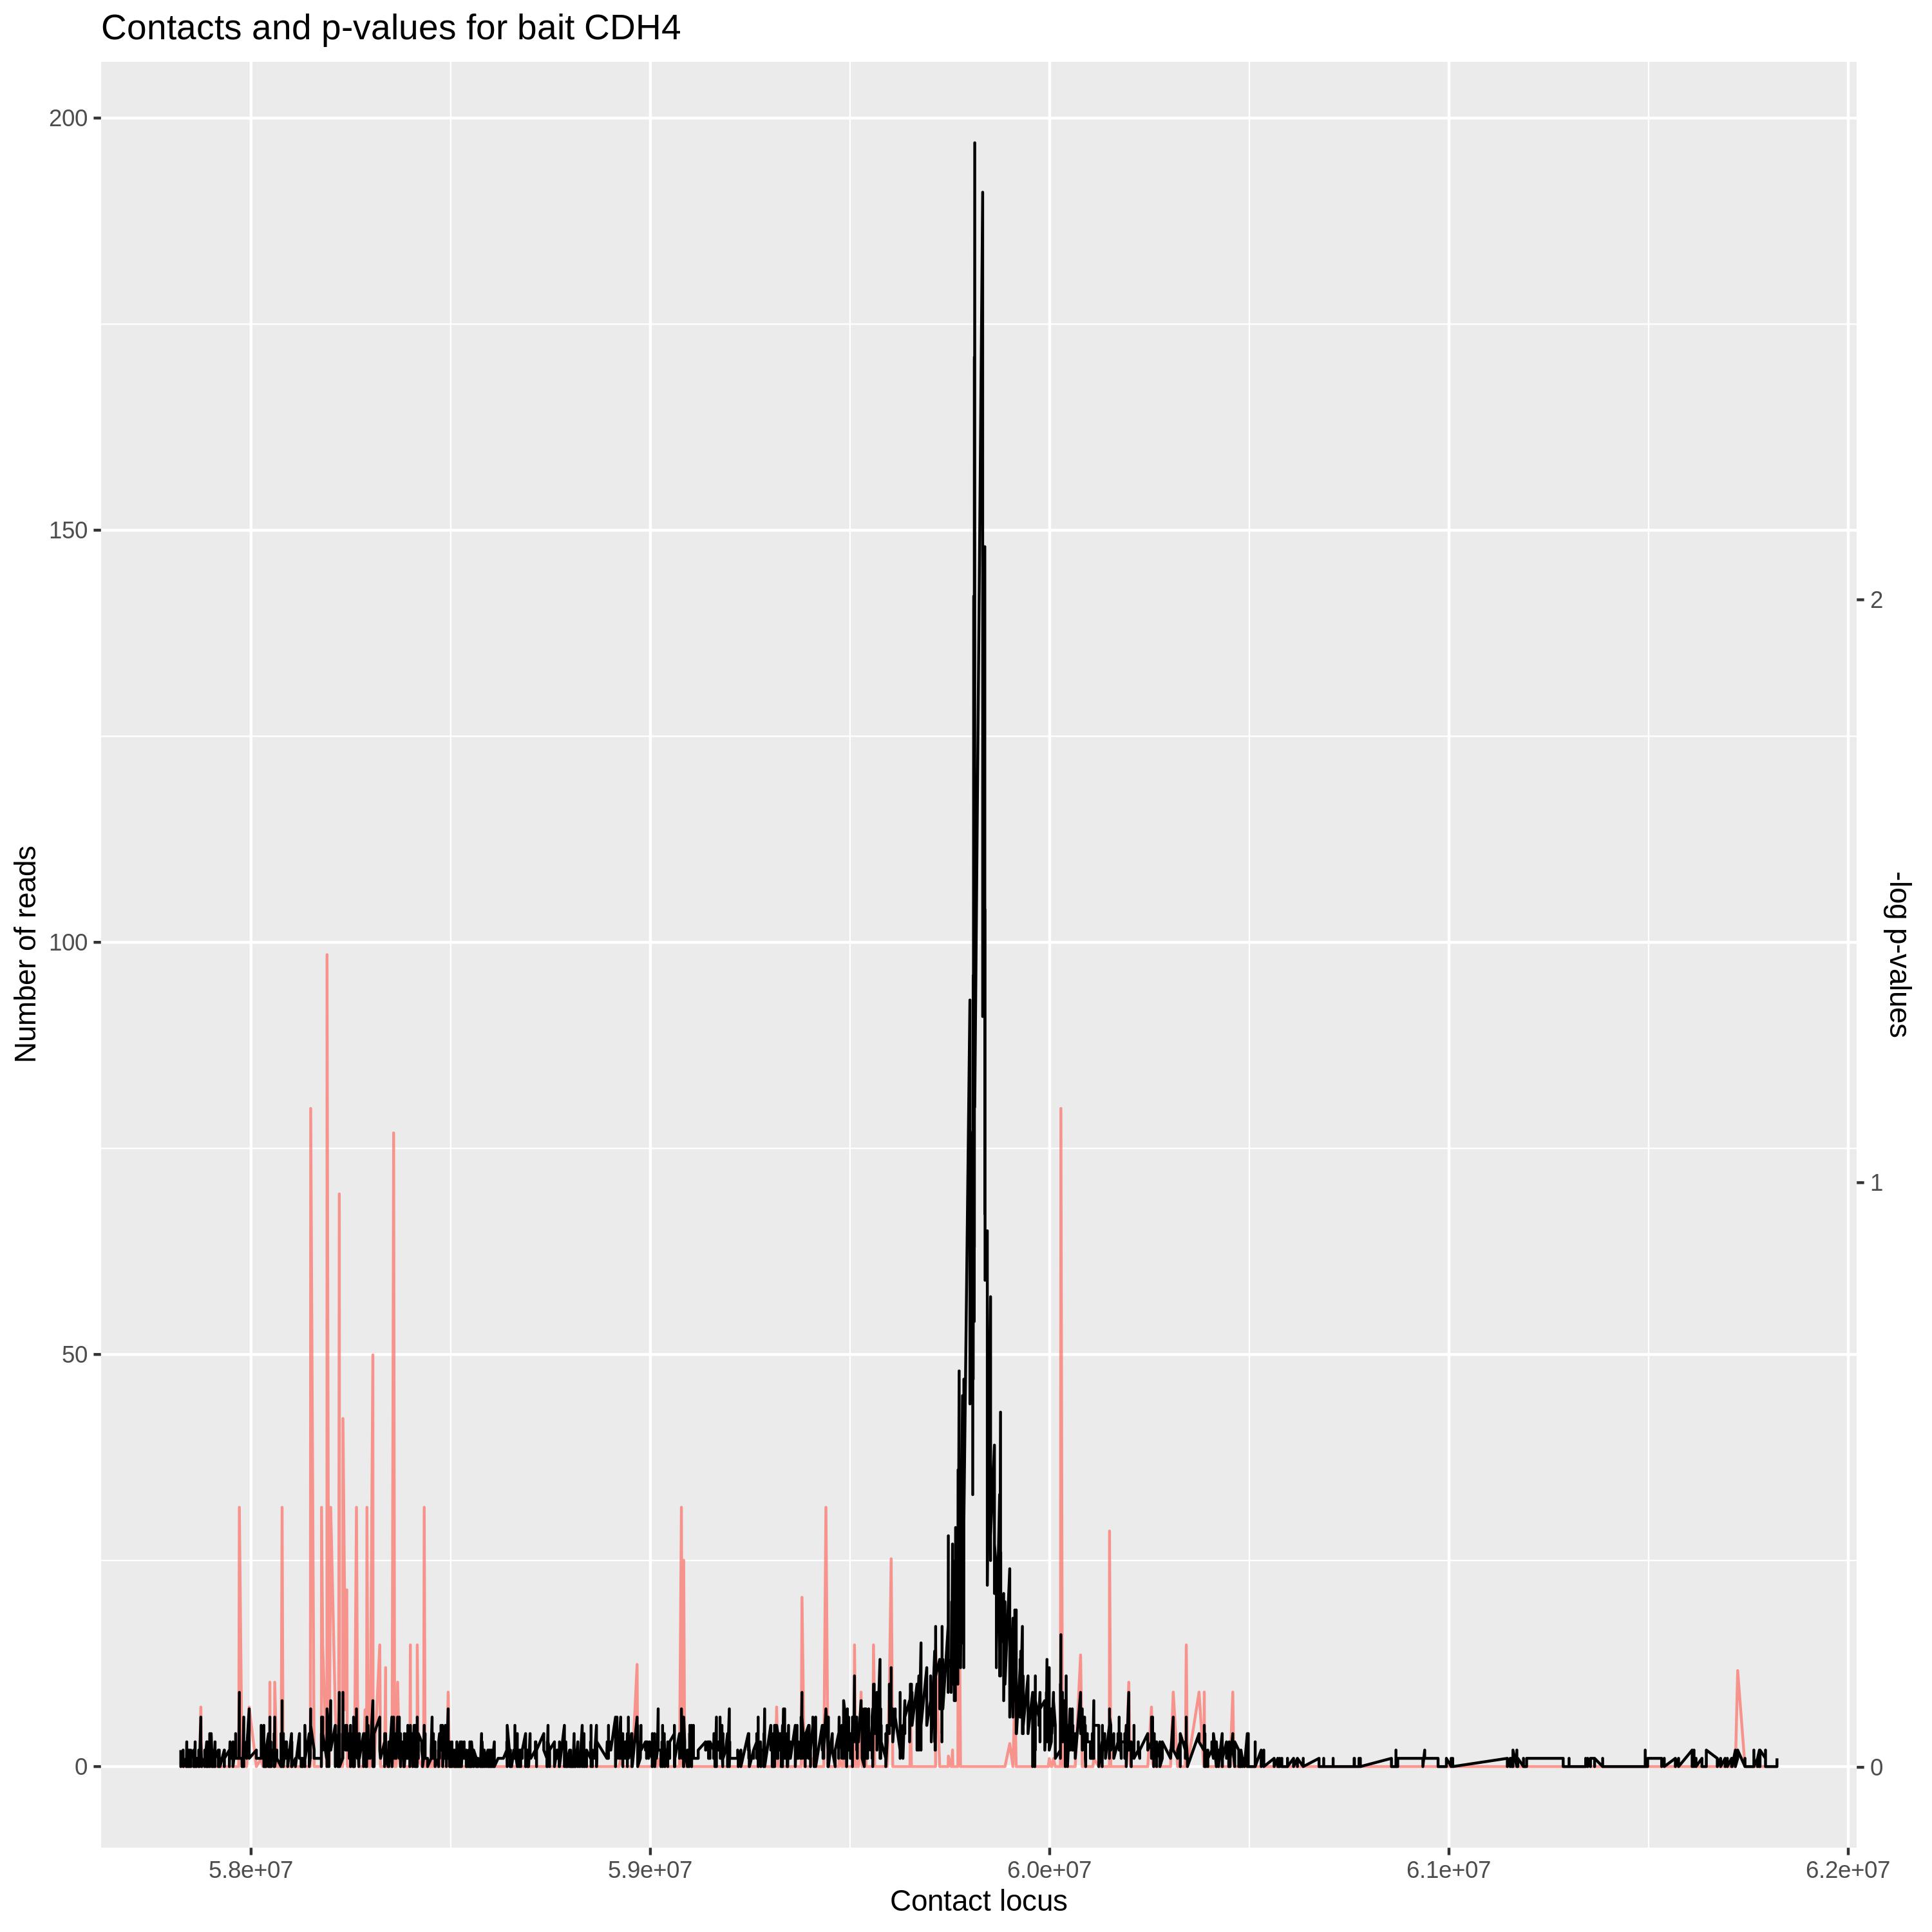 Contacts and p-values for bait CDH4
200
150
100
50
0
Number of reads
2
1
0
-log p-values
5.8e+07
5.9e+07
6.0e+07
6.1e+07
6.2e+07
Contact locus